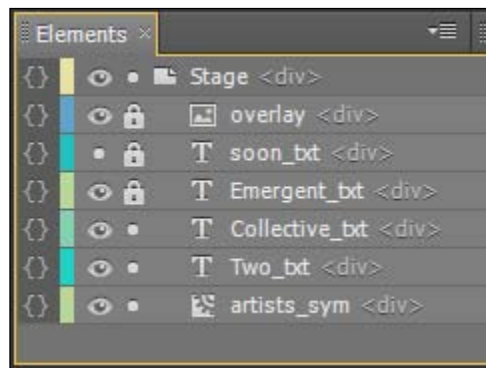 Elements ×
{} Stage <div>
{} overlay <div>
{} T soon_txt <div>
{} T Emergent_txt <div>
{} T Collective_txt <div>
{} T Two_txt <div>
{} artists_sym <div>